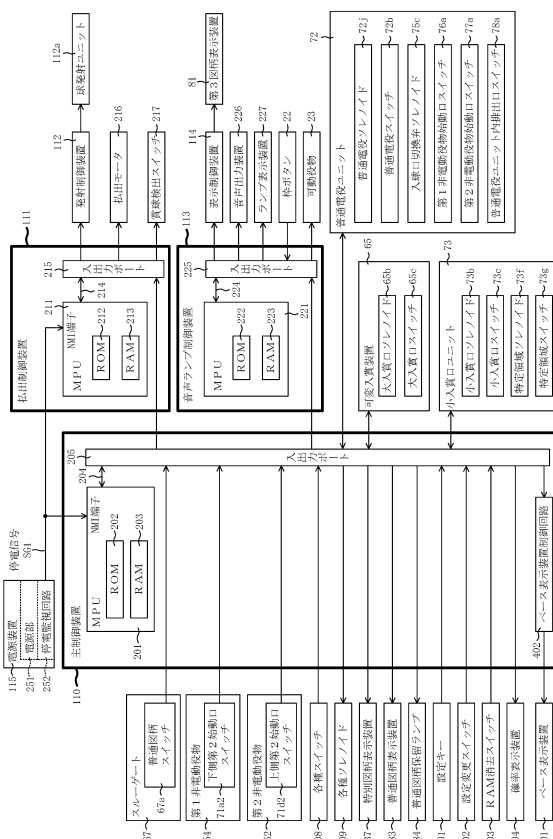 115
電源装置
251
電源部
252
停電監視回路
停電信号
SG1
110
主制御装置
MPU
NMI端子
ROM
202
RAM
203
201
204
205
入出力ポート
402
ベース表示装置制御回路
スルーゲート
普通図柄
スイッチ
67a
第1非電動役物
下側第2始動口
スイッチ
71a2
第2非電動役物
上側第2始動口
スイッチ
71d2
各種スイッチ
各種ソレノイド
特別図柄表示装置
普通図柄表示装置
普通図柄保留ランプ
設定キー
設定変更スイッチ
RAM消去スイッチ
確率表示装置
ベース表示装置
111
払出制御装置
211
NMI端子
MPU
ROM
212
RAM
213
214
215
入出力ポート
112
発射制御装置
112a
球発射ユニット
216
払出モータ
217
賞球検出スイッチ
113
音声ランプ制御装置
MPU
ROM
222
RAM
223
221
224
225
入出力ポート
114
表示制御装置
81
第3図柄表示装置
226
音声出力装置
227
ランプ表示装置
22
枠ボタン
23
可動役物
65
可変入賞装置
65b
大入賞口ソレノイド
65c
大入賞口スイッチ
73
小入賞口ユニット
73b
小入賞口ソレノイド
73c
小入賞口スイッチ
73f
特定領域ソレノイド
73g
特定領域スイッチ
72
普通電役ユニット
72j
普通電役ソレノイド
72b
普通電役スイッチ
75c
入球口切換弁ソレノイド
76a
第1非電動役物始動口スイッチ
77a
第2非電動役物始動口スイッチ
78a
普通電役ユニット内排出口スイッチ